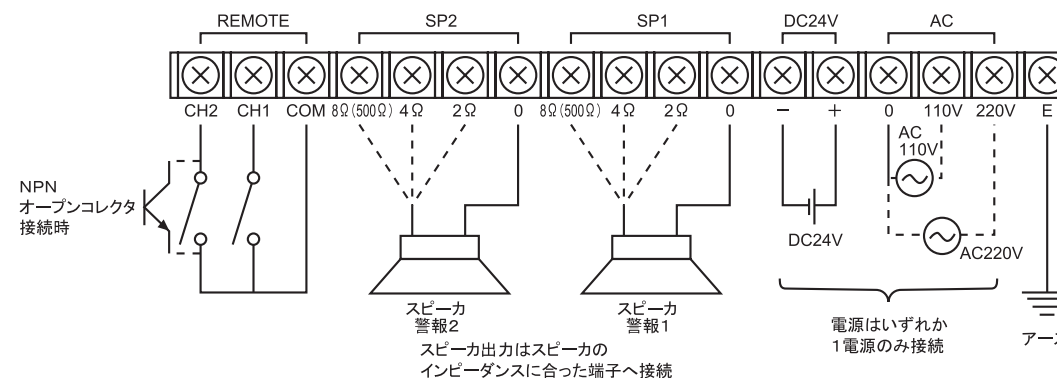 REMOTE SP2 SP1 DC24V AC
CH2 CH1 COM 8Ω(500Ω) 4Ω 2Ω 0 8Ω(500Ω) 4Ω 2Ω 0 − + 0 110V 220V E
AC
110V
NPN
オープンコレクタ
接続時
DC24V
AC220V
スピーカ
警報2
スピーカ
警報1
スピーカ出力はスピーカの
インピーダンスに合った端子へ接続
電源はいずれか
1電源のみ接続
アース